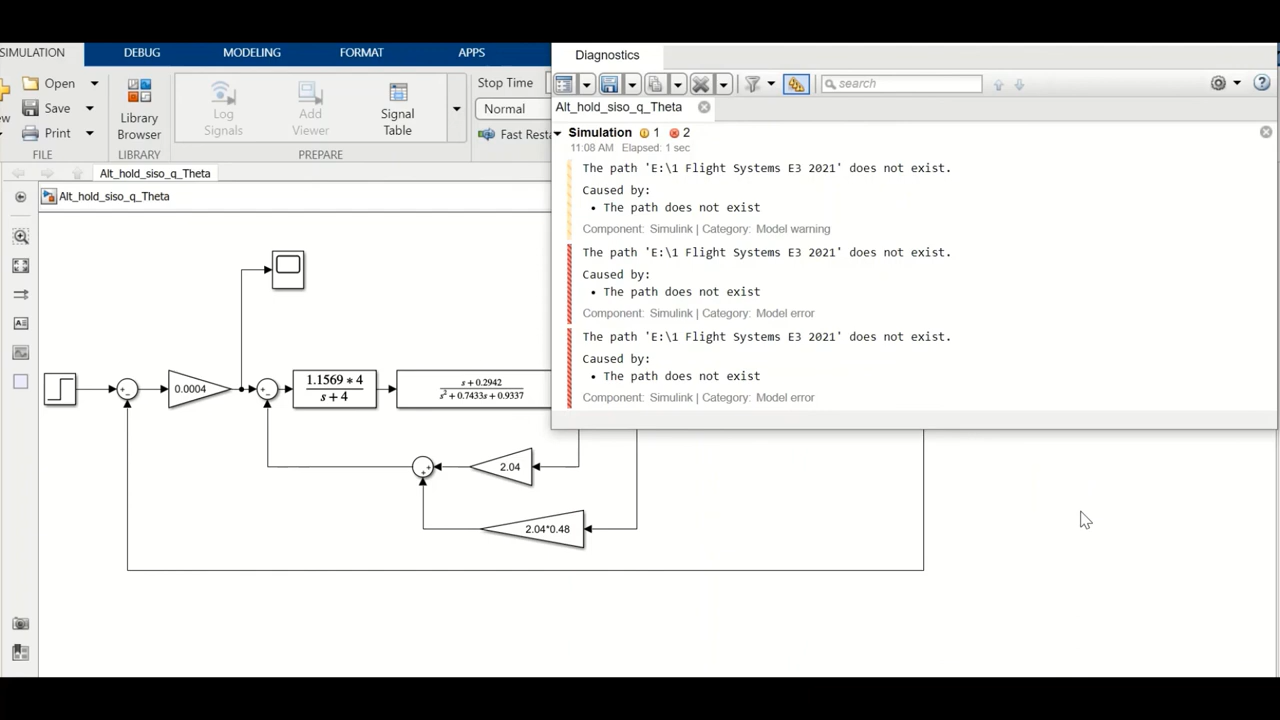 SIMULATION DEBUG MODELING FORMAT APPS
Open
Save
Print
FILE
Library
Browser
LIBRARY
Log
Signals
Add
Viewer
Signal
Table
PREPARE
Stop Time
Normal
Fast Resta
Alt_hold_siso_q_Theta
Alt_hold_siso_q_Theta
Diagnostics
search
Alt_hold_siso_q_Theta
Simulation 1 2
11:08 AM Elapsed: 1 sec
The path 'E:\1 Flight Systems E3 2021' does not exist.
Caused by:
• The path does not exist
Component: Simulink | Category: Model warning
The path 'E:\1 Flight Systems E3 2021' does not exist.
Caused by:
• The path does not exist
Component: Simulink | Category: Model error
The path 'E:\1 Flight Systems E3 2021' does not exist.
Caused by:
• The path does not exist
Component: Simulink | Category: Model error
0.0004
1.1569*4
s+4
s+0.2942
s²+0.7433s+0.9337
2.04
2.04*0.48